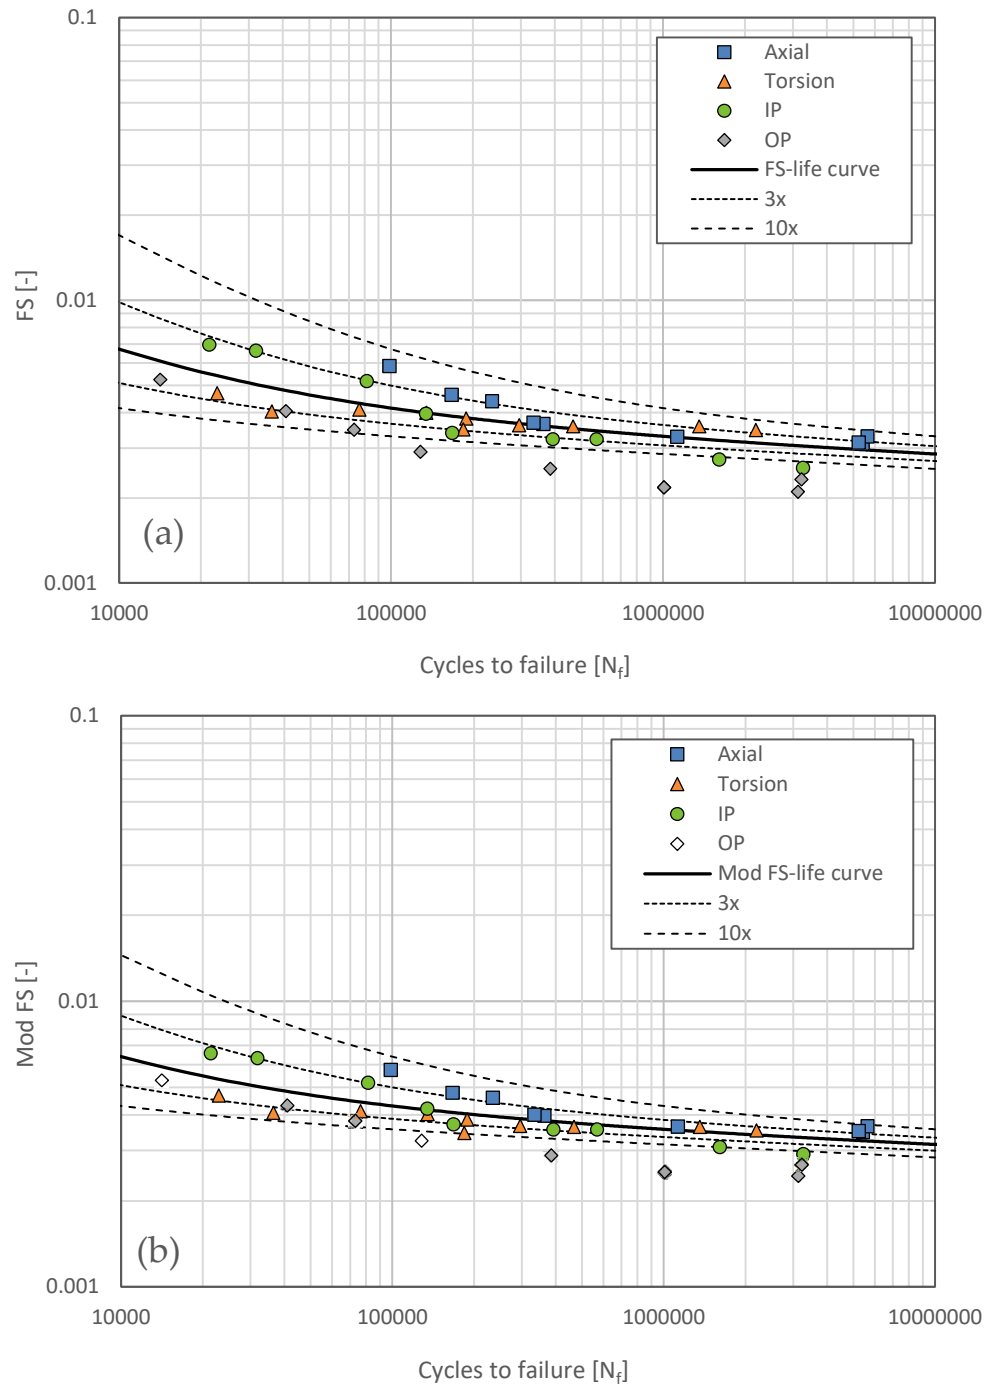 0.1
Axial
Torsion
IP
OP
FS-life curve
3x
10x
0.01
FS [-]
(a)
0.001
10000
100000
1000000
10000000
Cycles to failure [Nf]
0.1
Axial
Torsion
IP
OP
Mod FS-life curve
3x
10x
0.01
Mod FS [-]
(b)
0.001
10000
100000
1000000
10000000
Cycles to failure [Nf]